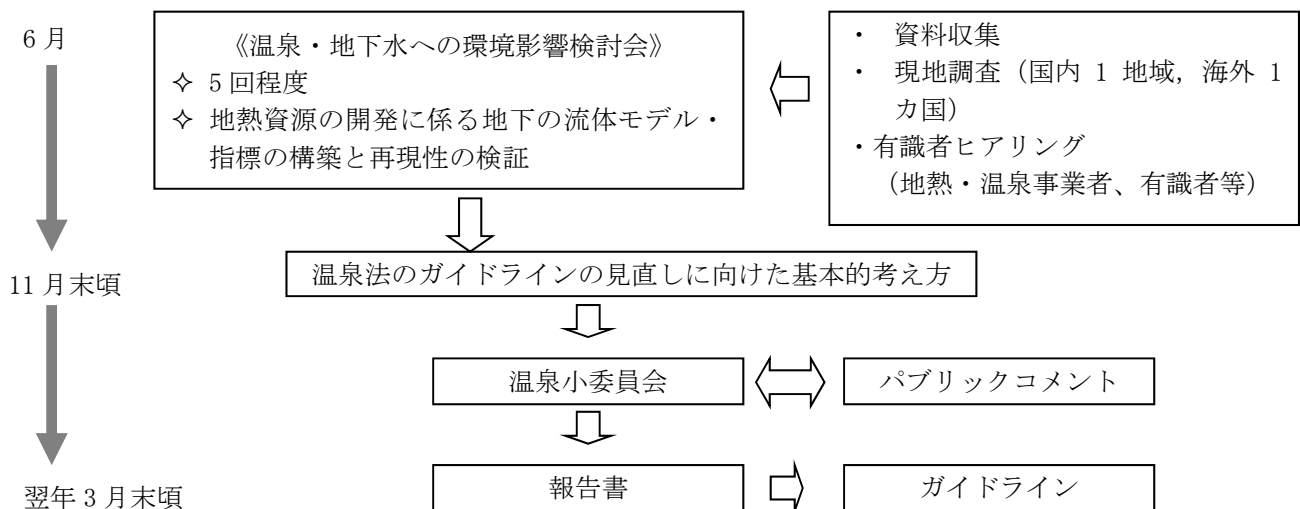 6月
《温泉・地下水への環境影響検討会》
✧ 5回程度
✧ 地熱資源の開発に係る地下の流体モデル・
指標の構築と再現性の検証
・ 資料収集
・ 現地調査（国内 1 地域，海外 1
カ国）
・有識者ヒアリング
（地熱・温泉事業者、有識者等）
11月末頃
温泉法のガイドラインの見直しに向けた基本的考え方
温泉小委員会
パブリックコメント
翌年3月末頃
報告書
ガイドライン